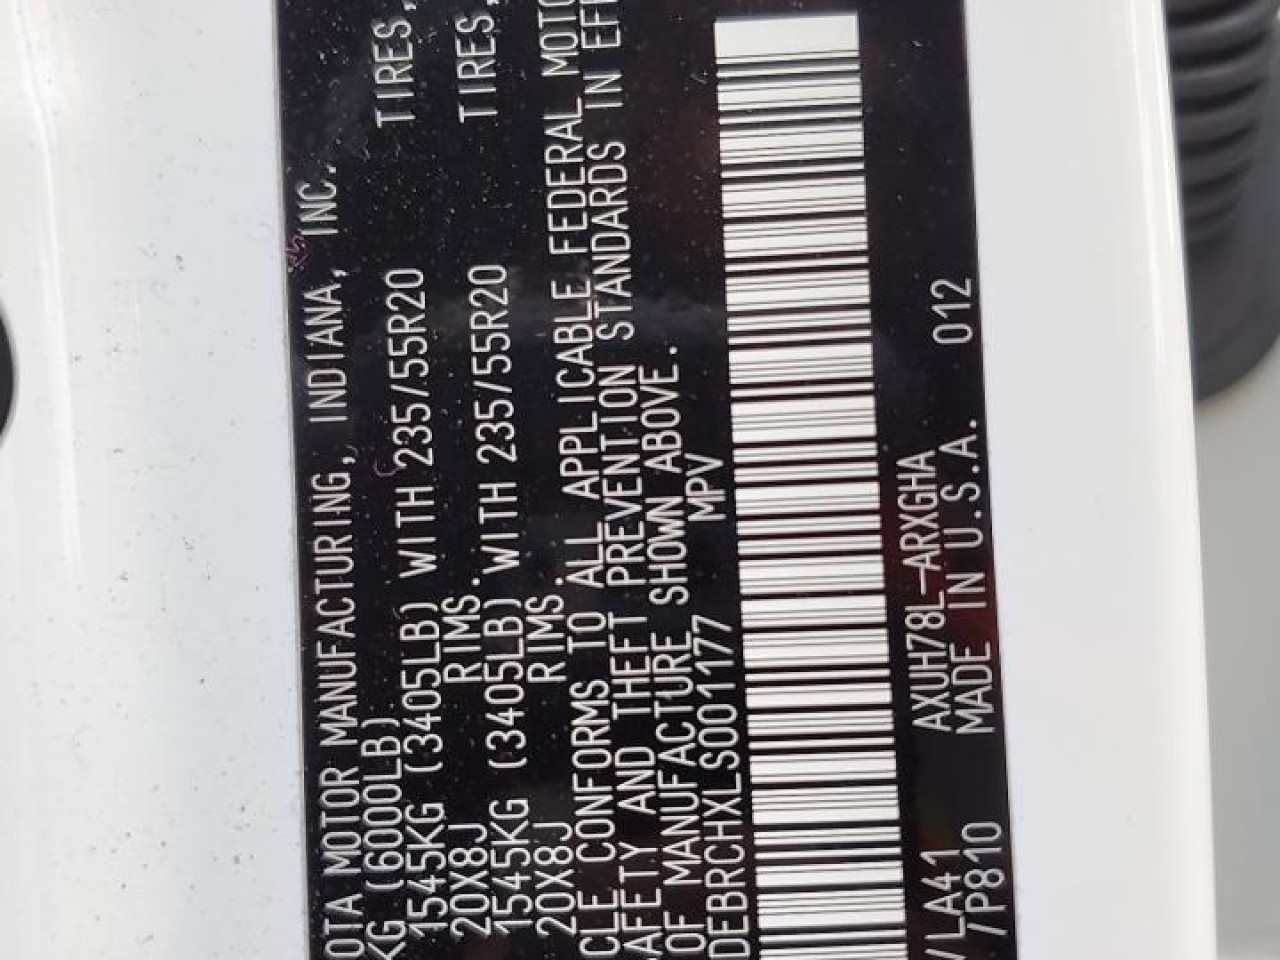 OTA MOTOR MANUFACTURING, INDIANA, INC.
KG (6000LB)
1545KG (3405LB) WITH 235/55R20 TIRES,
20X8J RIMS.
1545KG (3405LB) WITH 235/55R20 TIRES,
20X8J RIMS.
CLE CONFORMS TO ALL APPLICABLE FEDERAL MOTO
AFETY AND THEFT PREVENTION STANDARDS IN EF
OF MANUFACTURE SHOWN ABOVE.
DEBRCHXLS001177 MPV
/LA41 AXUH78L-ARXGHA
/P810 MADE IN U.S.A. 012